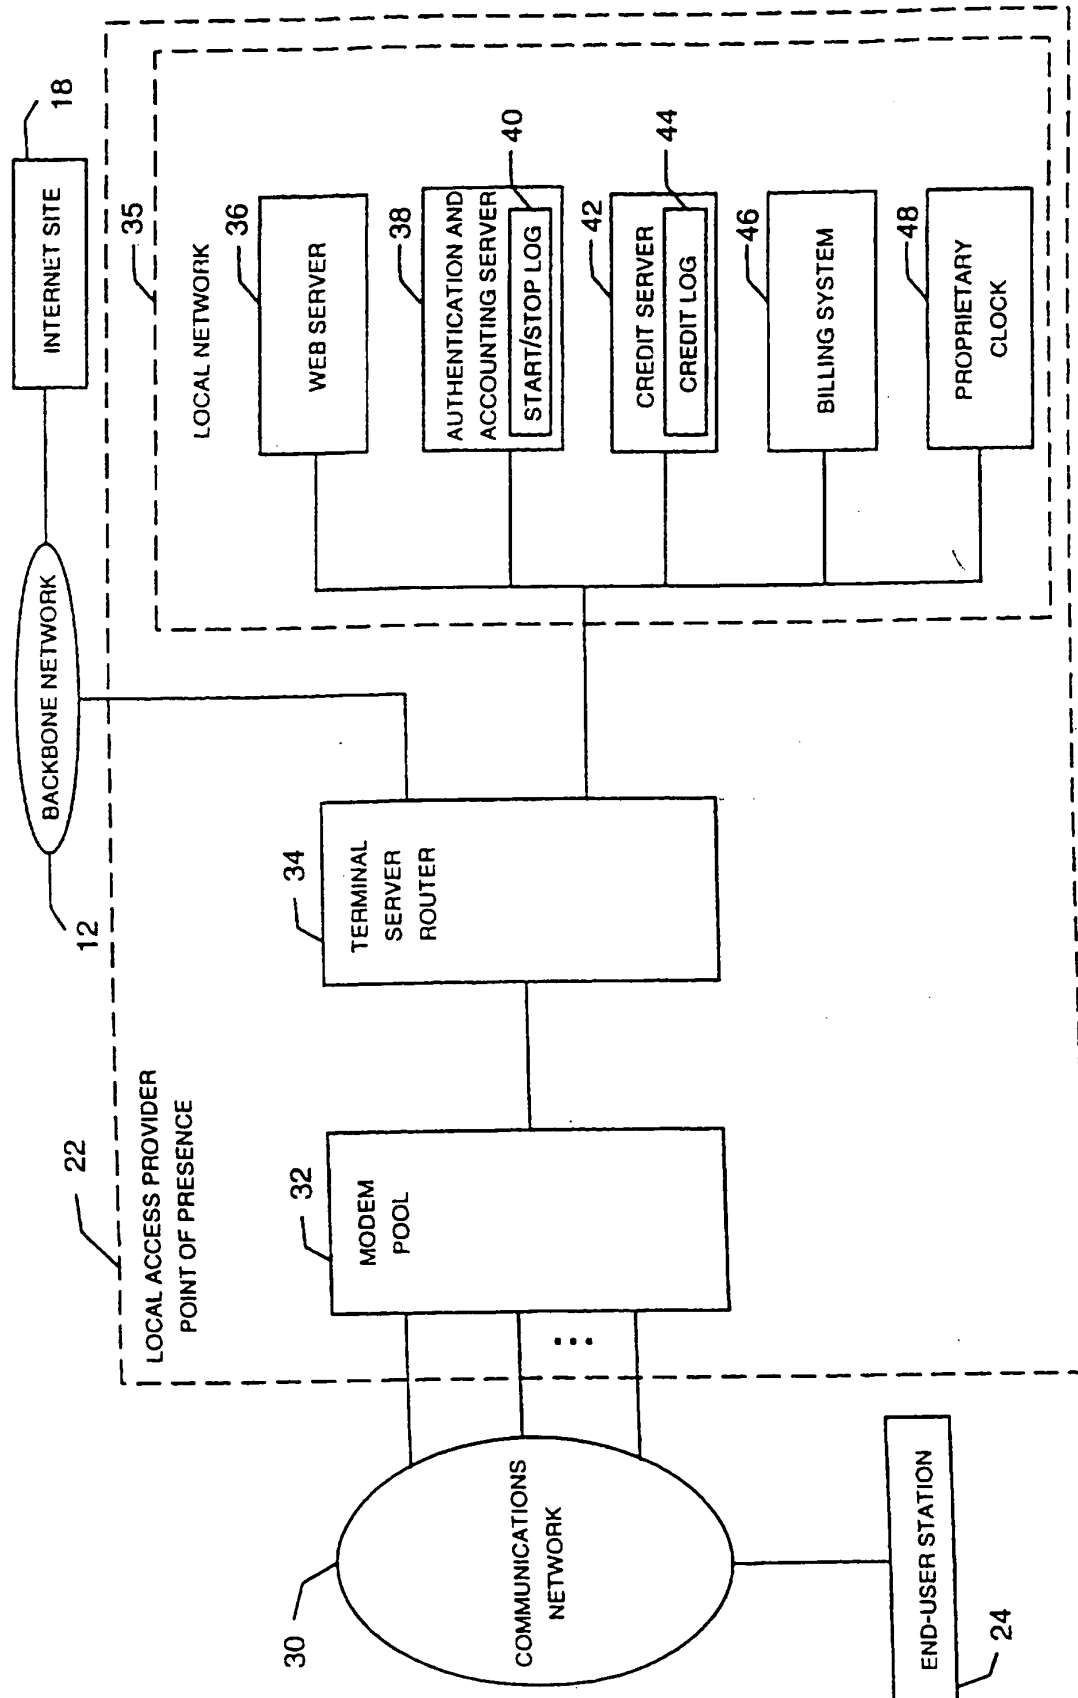 18
INTERNET SITE
35
BACKBONE NETWORK
12
LOCAL NETWORK
36
WEB SERVER
38
AUTHENTICATION AND
ACCOUNTING SERVER
40
START/STOP LOG
42
CREDIT SERVER
44
CREDIT LOG
46
BILLING SYSTEM
48
PROPRIETARY
CLOCK
34
TERMINAL
SERVER
ROUTER
22
LOCAL ACCESS PROVIDER
POINT OF PRESENCE
32
MODEM
POOL
...
30
COMMUNICATIONS
NETWORK
END-USER STATION
24